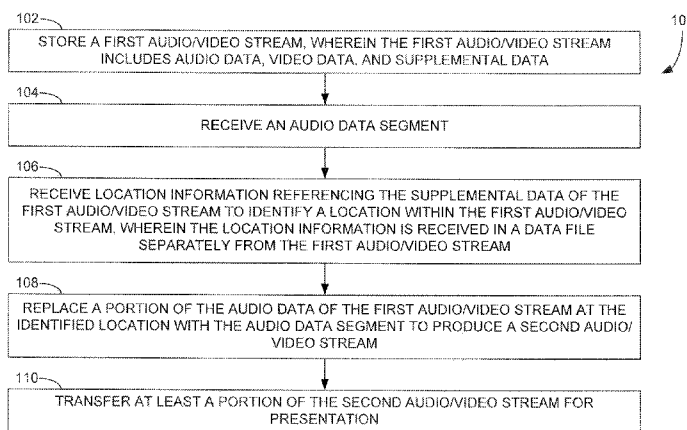 102
10
STORE A FIRST AUDIO/VIDEO STREAM, WHEREIN THE FIRST AUDIO/VIDEO STREAM
INCLUDES AUDIO DATA, VIDEO DATA, AND SUPPLEMENTAL DATA
104
RECEIVE AN AUDIO DATA SEGMENT
106
RECEIVE LOCATION INFORMATION REFERENCING THE SUPPLEMENTAL DATA OF THE
FIRST AUDIO/VIDEO STREAM TO IDENTIFY A LOCATION WITHIN THE FIRST AUDIO/VIDEO
STREAM, WHEREIN THE LOCATION INFORMATION IS RECEIVED IN A DATA FILE
SEPARATELY FROM THE FIRST AUDIO/VIDEO STREAM
108
REPLACE A PORTION OF THE AUDIO DATA OF THE FIRST AUDIO/VIDEO STREAM AT THE
IDENTIFIED LOCATION WITH THE AUDIO DATA SEGMENT TO PRODUCE A SECOND AUDIO/
VIDEO STREAM
110
TRANSFER AT LEAST A PORTION OF THE SECOND AUDIO/VIDEO STREAM FOR
PRESENTATION